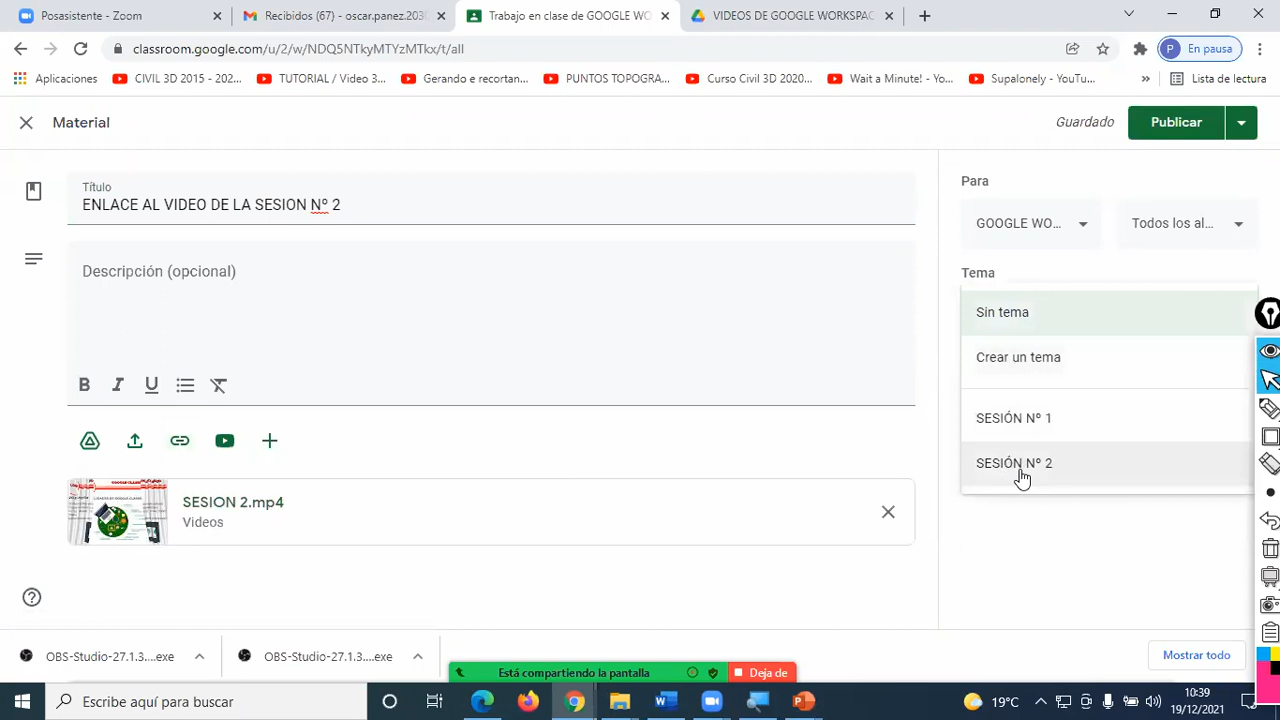 Posasistente - Zoom
Recibidos (67) - oscar.panez.2030
Trabajo en clase de GOOGLE WO
VIDEOS DE GOOGLE WORKSPAC
classroom.google.com/u/2/w/NDQ5NTkyMTYzMTkx/t/all
P En pausa
Aplicaciones
CIVIL 3D 2015 - 202...
TUTORIAL / Video 3...
Gerando e recortan...
PUNTOS TOPOGRA...
Curso Civil 3D 2020...
Wait a Minute! - Yo...
Supalonely - YouTu...
Lista de lectura
Material
Guardado
Publicar
Título
ENLACE AL VIDEO DE LA SESION Nº 2
Descripción (opcional)
B I U
SESION 2.mp4
Videos
Para
GOOGLE WO...
Todos los al...
Tema
Sin tema
Crear un tema
SESIÓN Nº 1
SESIÓN Nº 2
OBS-Studio-27.1.3....exe
OBS-Studio-27.1.3....exe
Mostrar todo
Está compartiendo la pantalla
Deja de
Escribe aquí para buscar
19°C
10:39
19/12/2021